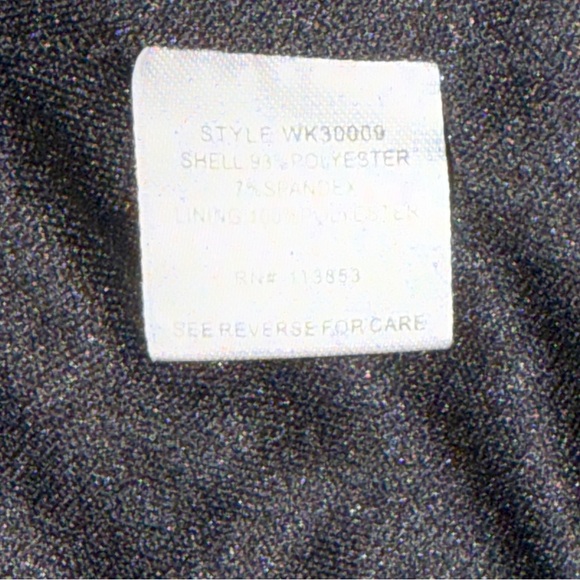 STYLE WK30009
SHELL 93% POLYESTER
7% SPANDEX
LINING 100% POLYESTER
RN# 113853
SEE REVERSE FOR CARE